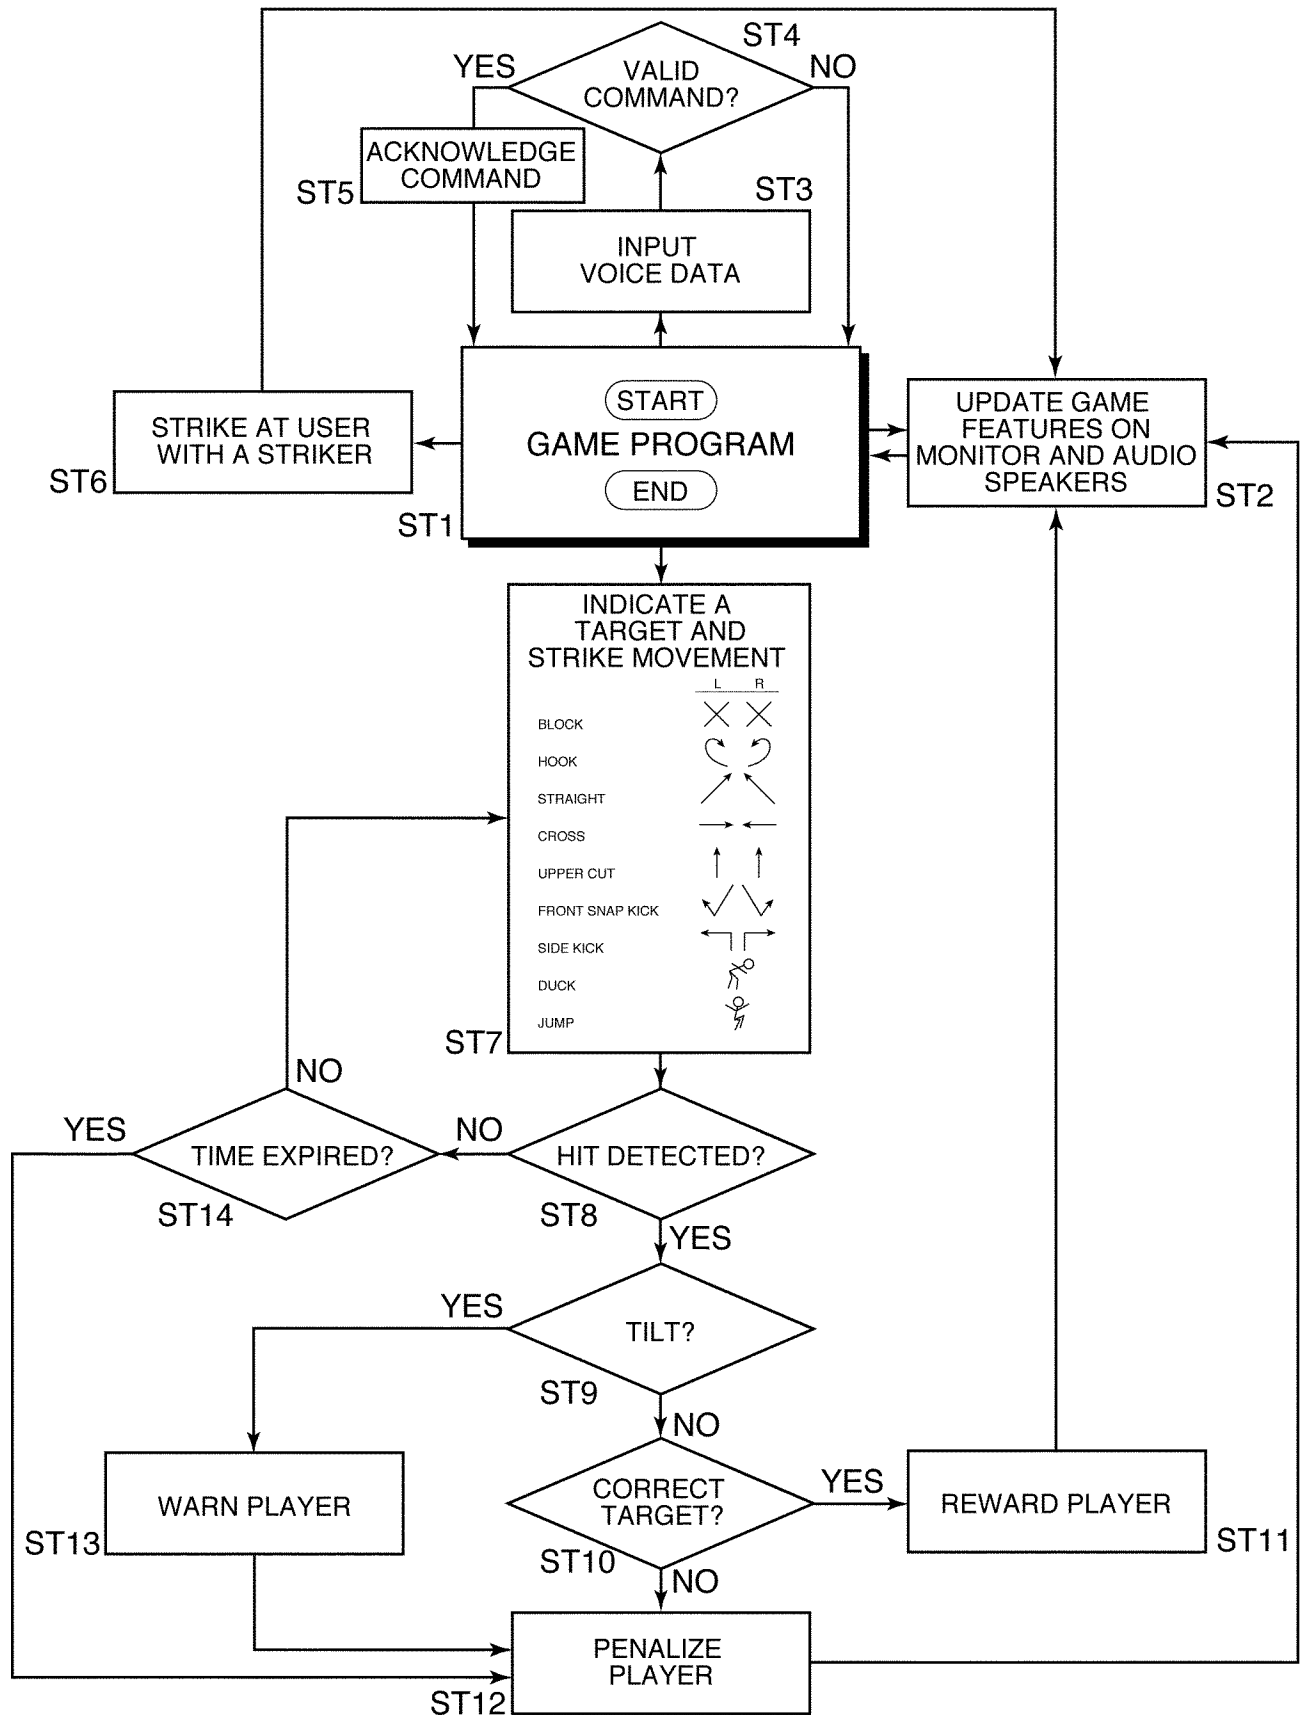 ST4
YES
VALID
COMMAND?
NO
ACKNOWLEDGE
COMMAND
ST5
ST3
INPUT
VOICE DATA
START
GAME PROGRAM
END
ST1
STRIKE AT USER
WITH A STRIKER
ST6
UPDATE GAME
FEATURES ON
MONITOR AND AUDIO
SPEAKERS
ST2
INDICATE A
TARGET AND
STRIKE MOVEMENT
L R
BLOCK
HOOK
STRAIGHT
CROSS
UPPER CUT
FRONT SNAP KICK
SIDE KICK
DUCK
JUMP
ST7
NO
YES
TIME EXPIRED?
ST14
NO
HIT DETECTED?
ST8
YES
YES
TILT?
ST9
NO
WARN PLAYER
ST13
CORRECT
TARGET?
ST10
YES
REWARD PLAYER
ST11
NO
PENALIZE
PLAYER
ST12